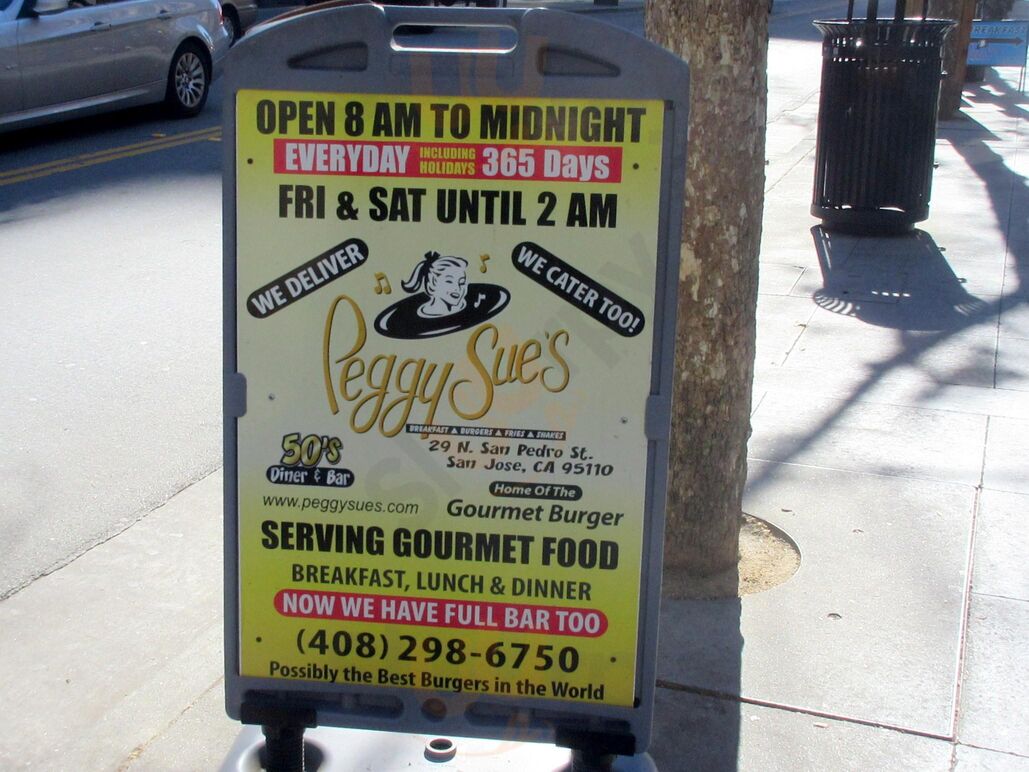 OPEN 8 AM TO MIDNIGHT
EVERYDAY INCLUDING HOLIDAYS 365 Days
FRI & SAT UNTIL 2 AM
WE DELIVER
WE CATER TOO!
Peggy Sue's
BREAKFAST ▲ BURGERS ▲ FRIES ▲ SHAKES
50's
Diner & Bar
29 N. San Pedro St.
San Jose, CA 95110
www.peggysues.com
Home Of The
Gourmet Burger
SERVING GOURMET FOOD
BREAKFAST, LUNCH & DINNER
NOW WE HAVE FULL BAR TOO
(408) 298-6750
Possibly the Best Burgers in the World